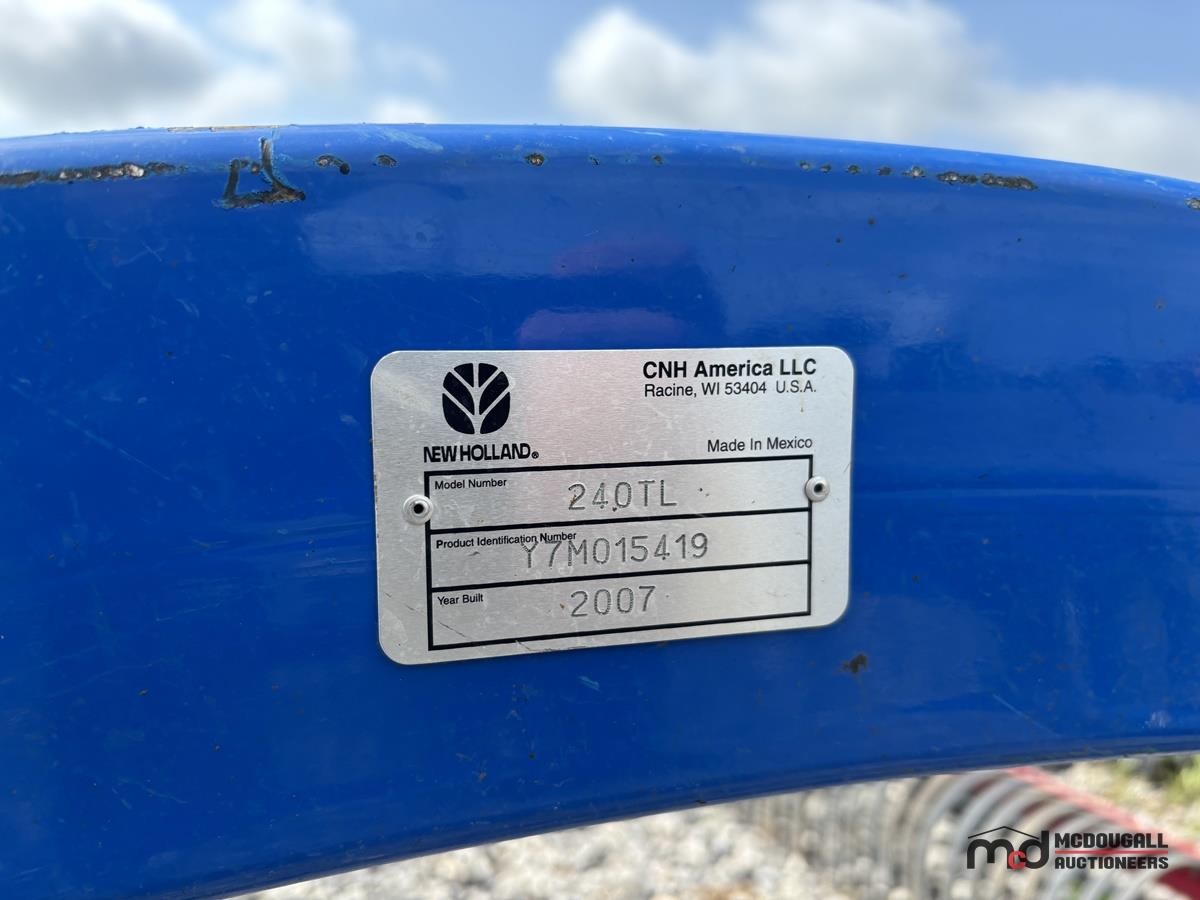 CNH America LLC
Racine, WI 53404 U.S.A.
NEW HOLLAND®
Made In Mexico
Model Number 240TL
Product Identification Number Y7M015419
Year Built 2007
mcd MCDOUGALL
AUCTIONEERS